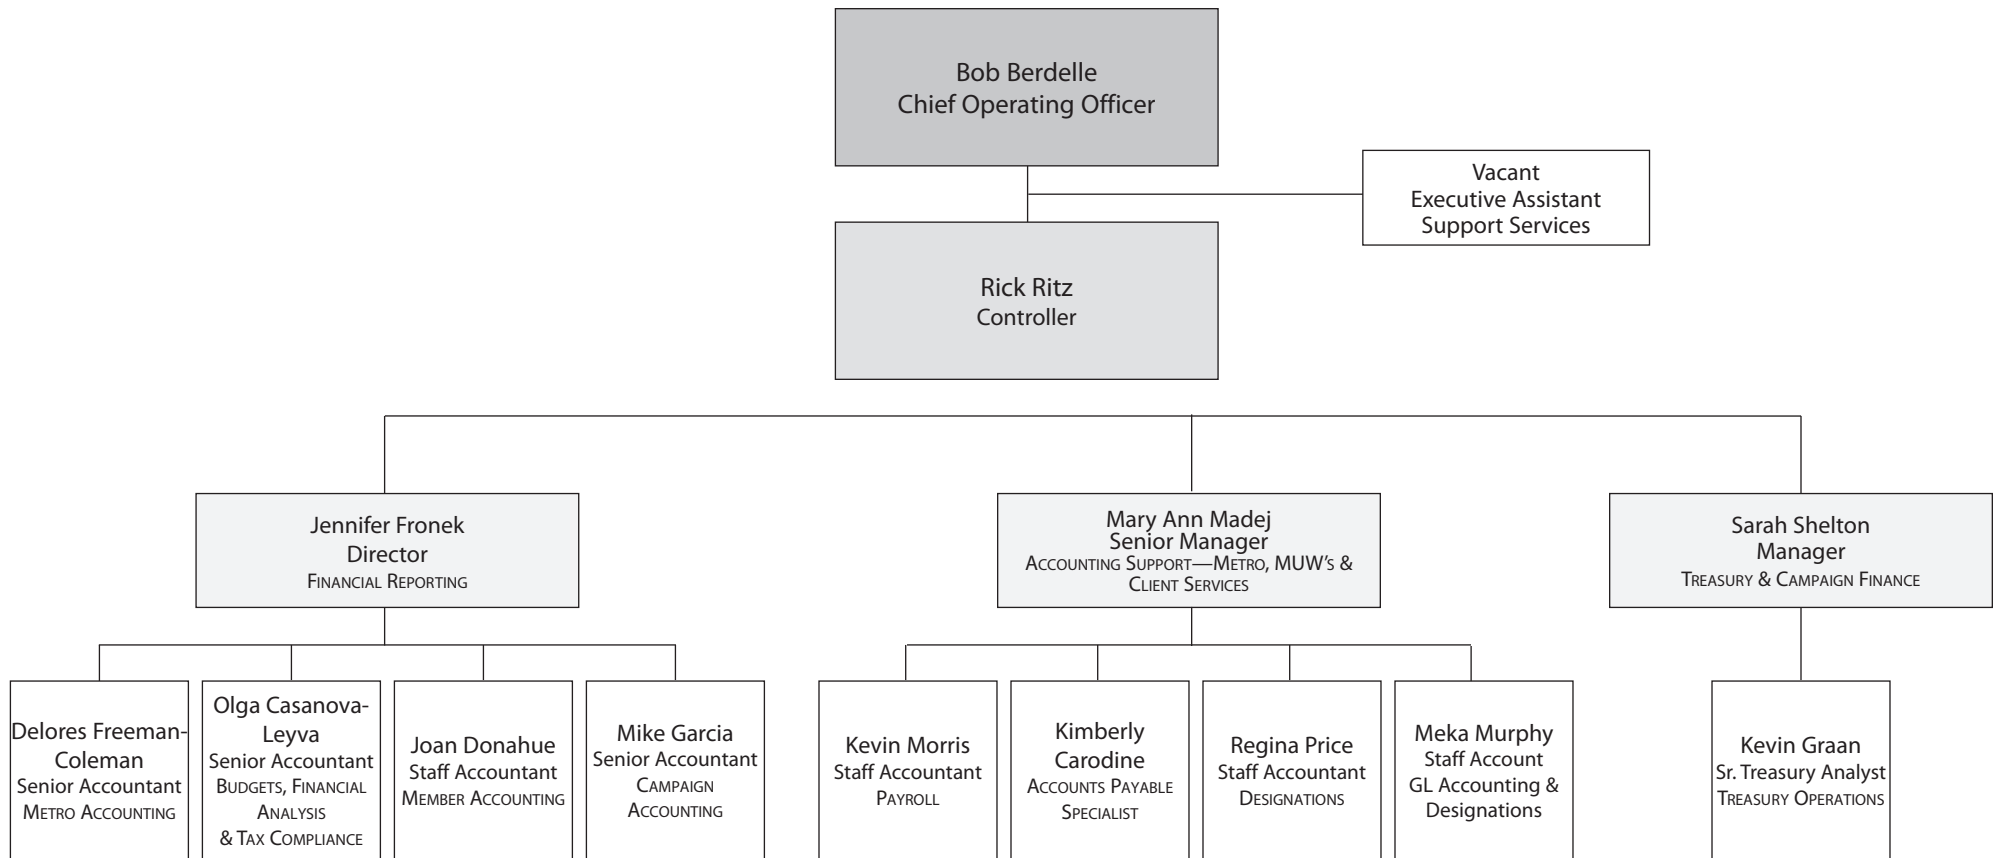 Bob Berdelle
Chief Operating Officer
Vacant
Executive Assistant
Support Services
Rick Ritz
Controller
Jennifer Fronek
Director
Financial Reporting
Mary Ann Madej
Senior Manager
Accounting Support—Metro, MUW's &
Client Services
Sarah Shelton
Manager
Treasury & Campaign Finance
Delores Freeman-
Coleman
Senior Accountant
Metro Accounting
Olga Casanova-
Leyva
Senior Accountant
Budgets, Financial
Analysis
& Tax Compliance
Joan Donahue
Staff Accountant
Member Accounting
Mike Garcia
Senior Accountant
Campaign
Accounting
Kevin Morris
Staff Accountant
Payroll
Kimberly
Carodine
Accounts Payable
Specialist
Regina Price
Staff Accountant
Designations
Meka Murphy
Staff Account
GL Accounting &
Designations
Kevin Graan
Sr. Treasury Analyst
Treasury Operations